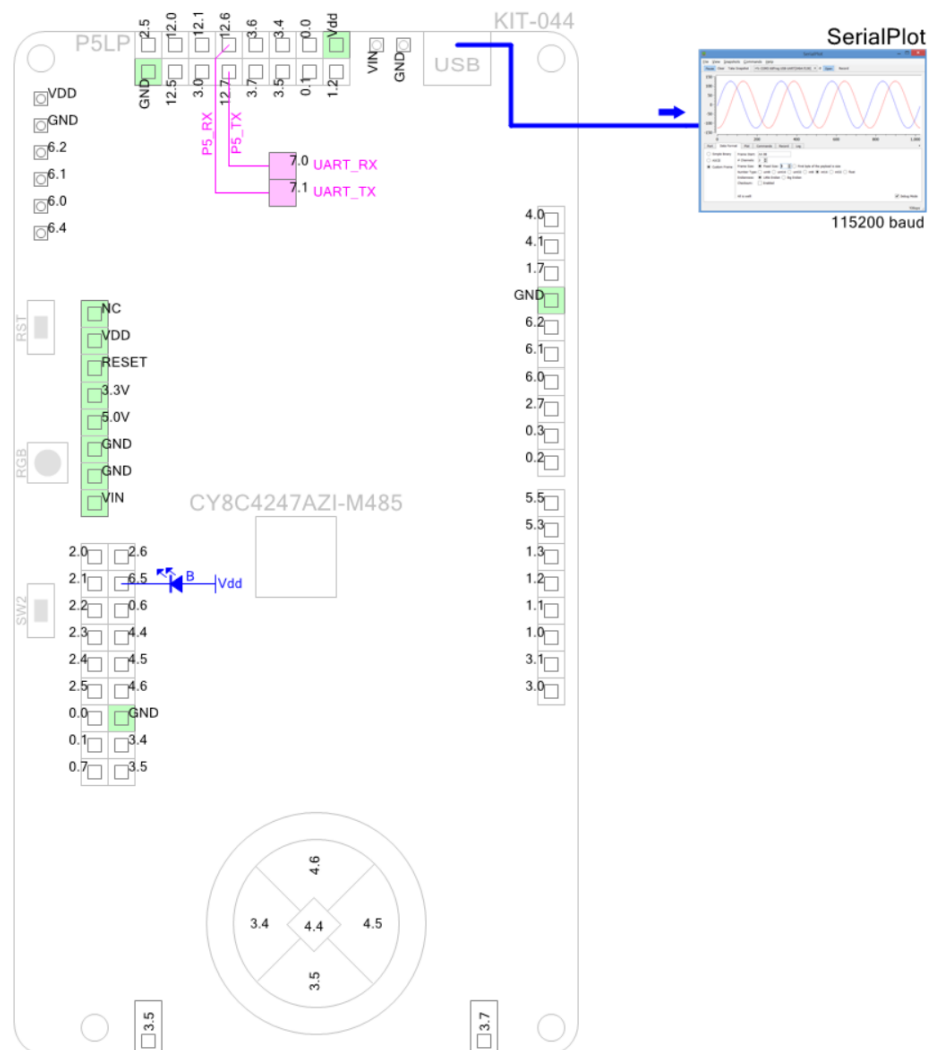 KIT-044
P5LP
2.5
12.0
12.1
12.6
3.6
3.4
0.0
Vdd
VIN
GND
USB
GND
12.5
3.0
12.7
3.7
3.5
0.1
1.2
SerialPlot
115200 baud
VDD
GND
6.2
6.1
6.0
6.4
P5_RX
P5_TX
7.0 UART_RX
7.1 UART_TX
4.0
4.1
1.7
GND
6.2
6.1
6.0
2.7
0.3
0.2
RST
NC
VDD
RESET
3.3V
5.0V
GND
GND
VIN
RGB
CY8C4247AZI-M485
5.5
5.3
1.3
1.2
1.1
1.0
3.1
3.0
SW2
2.0 2.6
2.1 6.5 B Vdd
2.2 0.6
2.3 4.4
2.4 4.5
2.5 4.6
0.0 GND
0.1 3.4
0.7 3.5
4.6
3.4 4.4 4.5
3.5
3.5
3.7